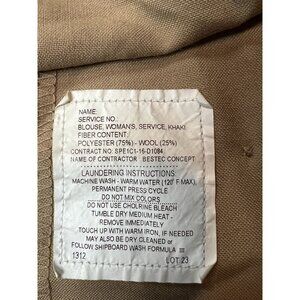 NAME:
SERVICE NO.:
BLOUSE, WOMAN'S, SERVICE, KHAKI
FIBER CONTENT:
POLYESTER (75%) - WOOL (25%)
CONTRACT NO: SPE1C1-16-D1084
NAME OF CONTRACTOR BESTEC CONCEPT
LAUNDERING INSTRUCTIONS
MACHINE WASH - WARM WATER (120°F MAX),
PERMANENT PRESS CYCLE
DO NOT MIX COLORS
DO NOT USE CHOLRINE BLEACH
TUMBLE DRY MEDIUM HEAT -
REMOVE IMMEDIATELY
TOUCH UP WITH WARM IRON, IF NEEDED
MAY ALSO BE DRY CLEANED or
FOLLOW SHIPBOARD WASH FORMULA III
1312 LOT 23